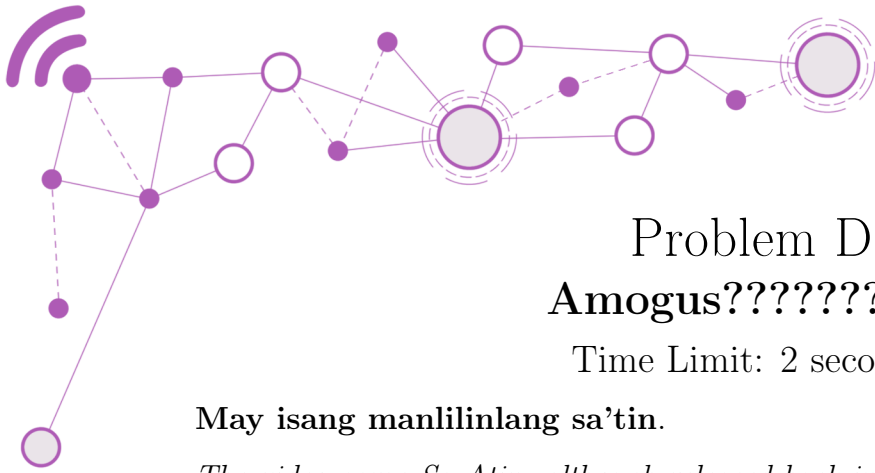 Problem D
Amogus???????
Time Limit: 2 seco
May isang manlilinlang sa'tin.